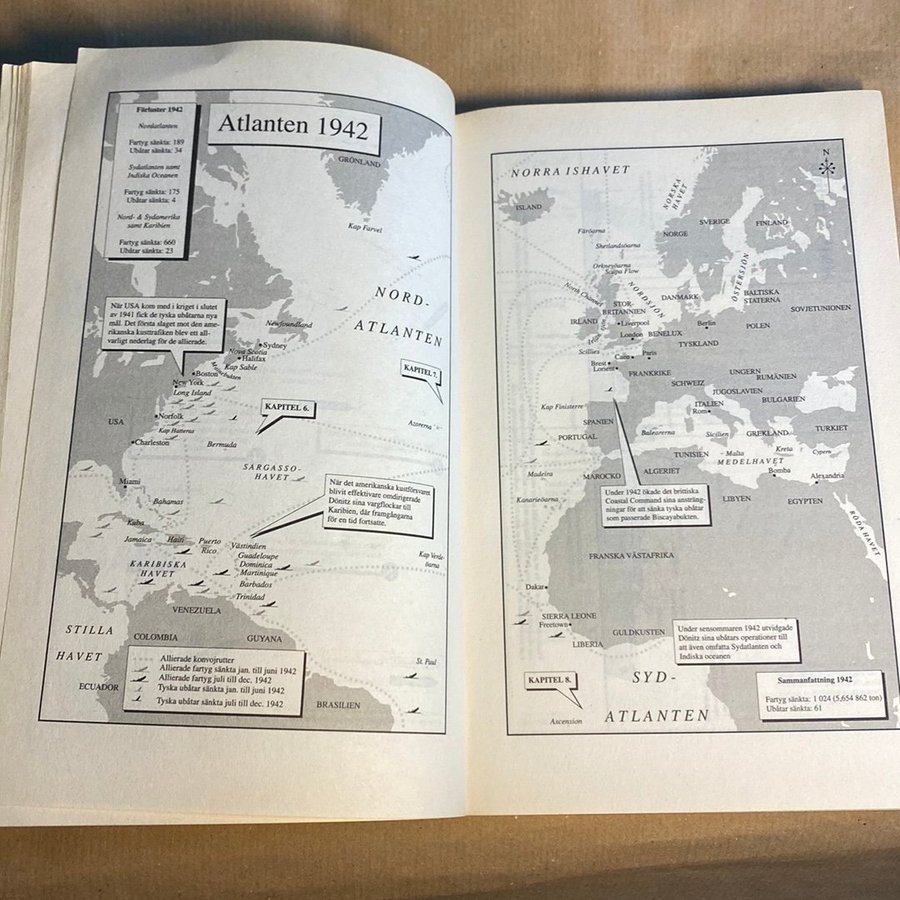 Förluster 1942
Nordatlanten
Fartyg sänkta: 189
Ubåtar sänkta: 34
Sydatlanten samt
Indiska Oceanen
Fartyg sänkta: 175
Ubåtar sänkta: 4
Nord- & Sydamerika
samt Karibien
Fartyg sänkta: 660
Ubåtar sänkta: 23
Atlanten 1942
GRÖNLAND
Kap Farvel
NORD-
ATLANTEN
När USA kom med i kriget i slutet
av 1941 fick de tyska ubåtarna nya
mål. Det första slaget mot den ame-
rikanska kusttrafiken blev ett all-
varligt nederlag för de allierade.
Newfoundland
Sydney
Nova Scotia
Halifax
Kap Sable
Boston
New York
Long Island
KAPITEL 7.
KAPITEL 6.
Azorerna
USA
Norfolk
Kap Hatteras
Charleston
Bermuda
SARGASSO-
HAVET
Miami
Bahamas
När det amerikanska kustförsvaret
blivit effektivare omdirigerade
Dönitz sina vargflockar till
Karibien, där framgångarna
för en tid fortsatte.
Kuba
Jamaica
Haiti
Puerto
Rico
Västindien
Guadeloupe
Dominica
Martinique
Barbados
Trinidad
KARIBISKA
HAVET
Kap Verde-
öarna
VENEZUELA
STILLA
HAVET
COLOMBIA
GUYANA
ECUADOR
St. Paul
BRASILIEN
Allierade konvojrutter
Allierade fartyg sänkta jan. till juni 1942
Allierade fartyg juli till dec. 1942
Tyska ubåtar sänkta jan. till juni 1942
Tyska ubåtar sänkta juli till dec. 1942
NORRA ISHAVET
N
ISLAND
NORSKA
HAVET
SVERIGE
FINLAND
NORGE
Färöarna
Shetlandsöarna
Orkneyöarna
Scapa Flow
North Channel
NORDSJÖN
ÖSTERSJÖN
DANMARK
BALTISKA
STATERNA
STOR-
BRITANNIEN
SOVJETUNIONEN
IRLAND
Liverpool
London
BENELUX
Berlin
POLEN
TYSKLAND
Scillies
Caen
Paris
Brest
Lorient
FRANKRIKE
SCHWEIZ
UNGERN
RUMÄNIEN
JUGOSLAVIEN
BULGARIEN
ITALIEN
Rom
Kap Finisterre
SPANIEN
PORTUGAL
Balearerna
Sicilien
GREKLAND
TURKIET
Kreta
Cypern
Malta
TUNISIEN
MEDELHAVET
Madeira
MAROCKO
ALGERIET
Bomba
Alexandria
Kanarieöarna
LIBYEN
EGYPTEN
Under 1942 ökade det brittiska
Coastal Command sina ansträng-
ningar för att sänka tyska ubåtar
som passerade Biscayabukten.
RÖDA HAVET
FRANSKA VÄSTAFRIKA
Dakar
SIERRA LEONE
Freetown
LIBERIA
GULDKUSTEN
Under sensommaren 1942 utvidgade
Dönitz sina ubåtars operationer till
att även omfatta Sydatlanten och
Indiska oceanen
KAPITEL 8.
SYD-
ATLANTEN
Ascension
Sammanfattning 1942
Fartyg sänkta: 1 024 (5,654 862 ton)
Ubåtar sänkta: 61